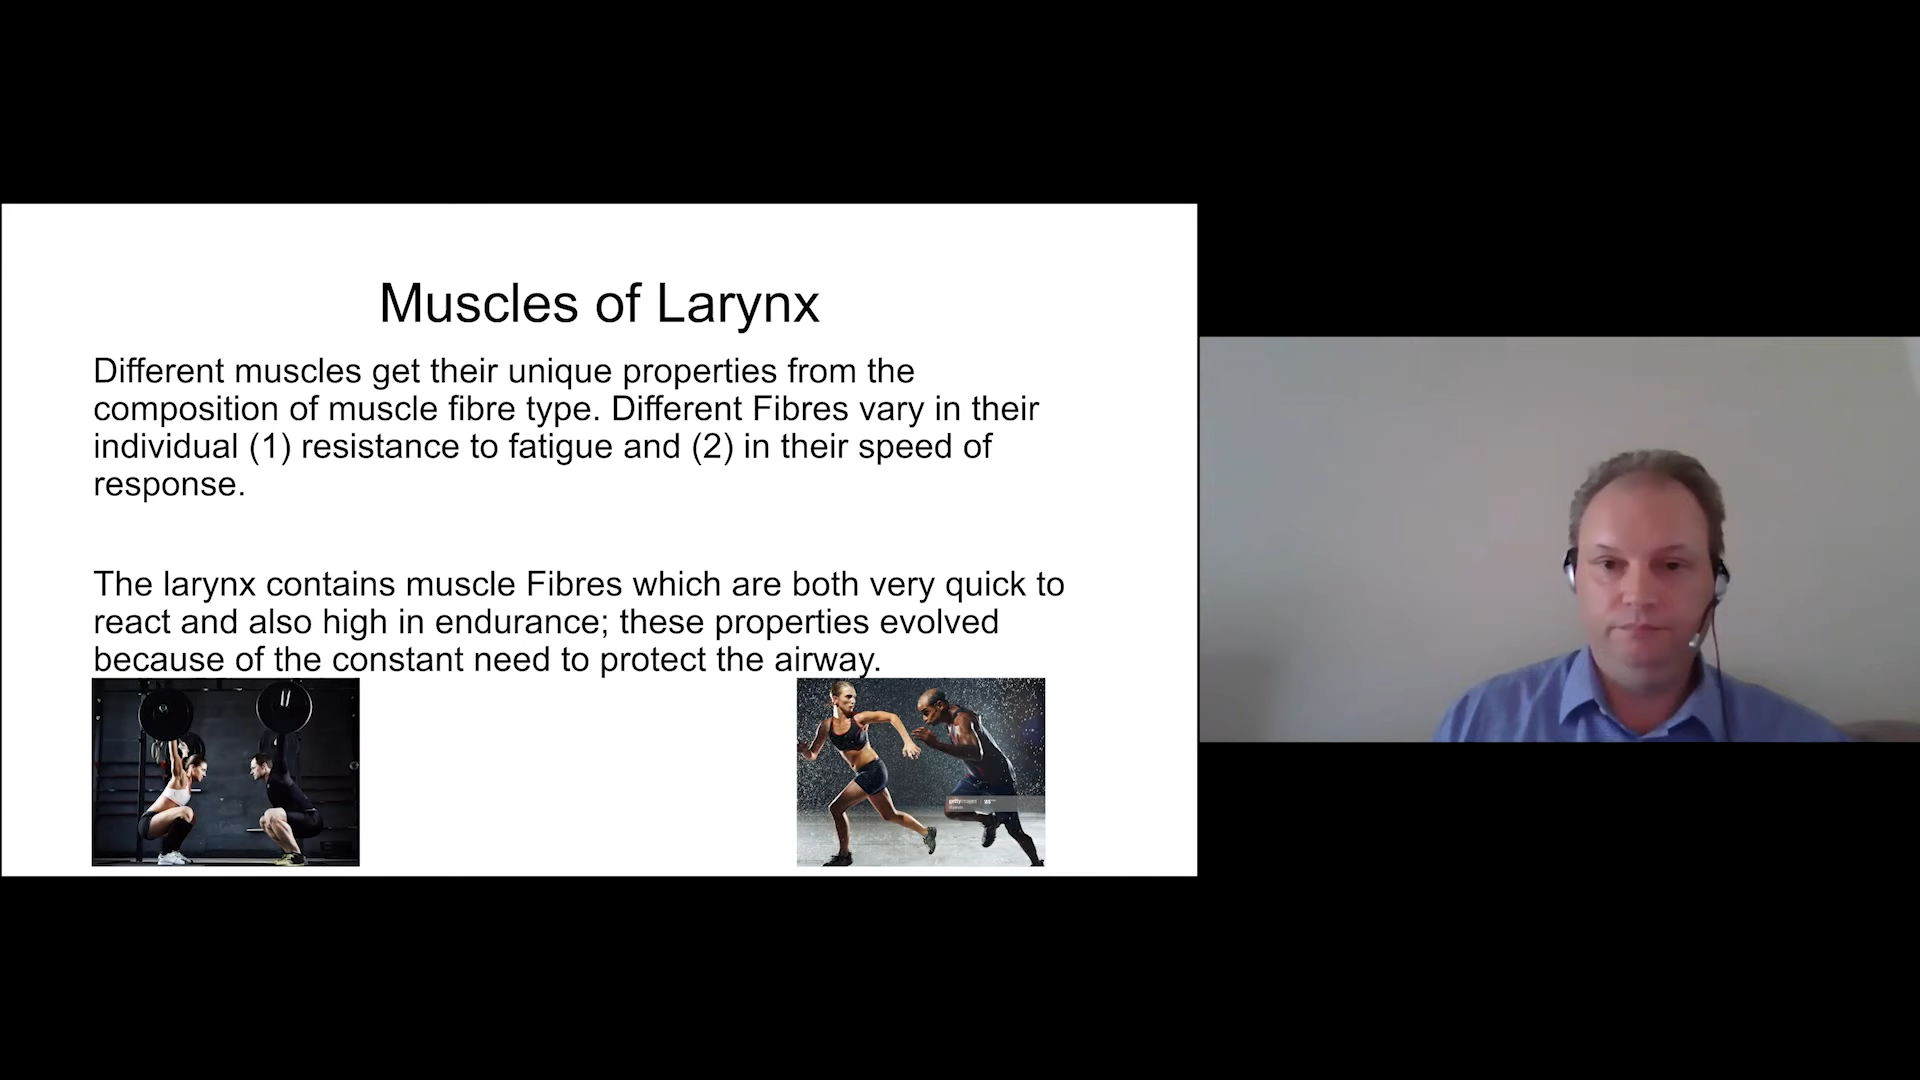 Muscles of Larynx
Different muscles get their unique properties from the
composition of muscle fibre type. Different Fibres vary in their
individual (1) resistance to fatigue and (2) in their speed of
response.
The larynx contains muscle Fibres which are both very quick to
react and also high in endurance; these properties evolved
because of the constant need to protect the airway.
gettyimages